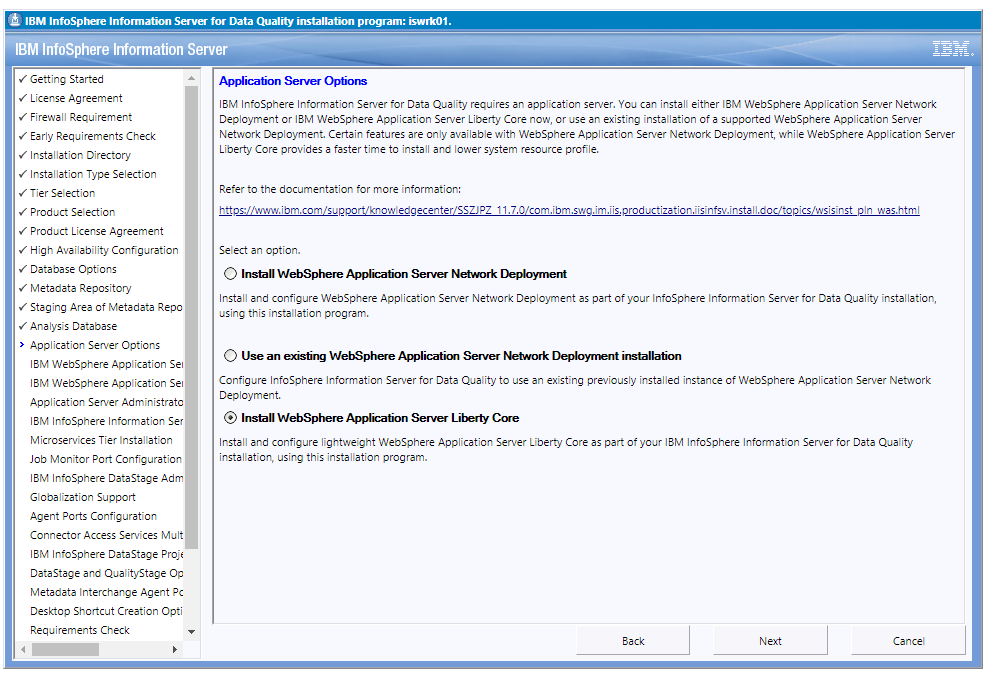 IBM InfoSphere Information Server for Data Quality installation program: iswrk01.
IBM InfoSphere Information Server
IBM.
Getting Started
License Agreement
Firewall Requirement
Early Requirements Check
Installation Directory
Installation Type Selection
Tier Selection
Product Selection
Product License Agreement
High Availability Configuration
Database Options
Metadata Repository
Staging Area of Metadata Repo
Analysis Database
Application Server Options
IBM WebSphere Application Ser
IBM WebSphere Application Ser
Application Server Administrato
IBM InfoSphere Information Ser
Microservices Tier Installation
Job Monitor Port Configuration
IBM InfoSphere DataStage Adm
Globalization Support
Agent Ports Configuration
Connector Access Services Mult
IBM InfoSphere DataStage Proje
DataStage and QualityStage Op
Metadata Interchange Agent Po
Desktop Shortcut Creation Opti
Requirements Check
Application Server Options
IBM InfoSphere Information Server for Data Quality requires an application server. You can install either IBM WebSphere Application Server Network
Deployment or IBM WebSphere Application Server Liberty Core now, or use an existing installation of a supported WebSphere Application Server
Network Deployment. Certain features are only available with WebSphere Application Server Network Deployment, while WebSphere Application Server
Liberty Core provides a faster time to install and lower system resource profile.
Refer to the documentation for more information:
https://www.ibm.com/support/knowledgecenter/SSZJPZ_11.7.0/com.ibm.swg.im.iis.productization.iisinfsv.install.doc/topics/wsisinst_pln_was.html
Select an option.
Install WebSphere Application Server Network Deployment
Install and configure WebSphere Application Server Network Deployment as part of your InfoSphere Information Server for Data Quality installation,
using this installation program.
Use an existing WebSphere Application Server Network Deployment installation
Configure InfoSphere Information Server for Data Quality to use an existing previously installed instance of WebSphere Application Server Network
Deployment.
Install WebSphere Application Server Liberty Core
Install and configure lightweight WebSphere Application Server Liberty Core as part of your IBM InfoSphere Information Server for Data Quality
installation, using this installation program.
Back
Next
Cancel